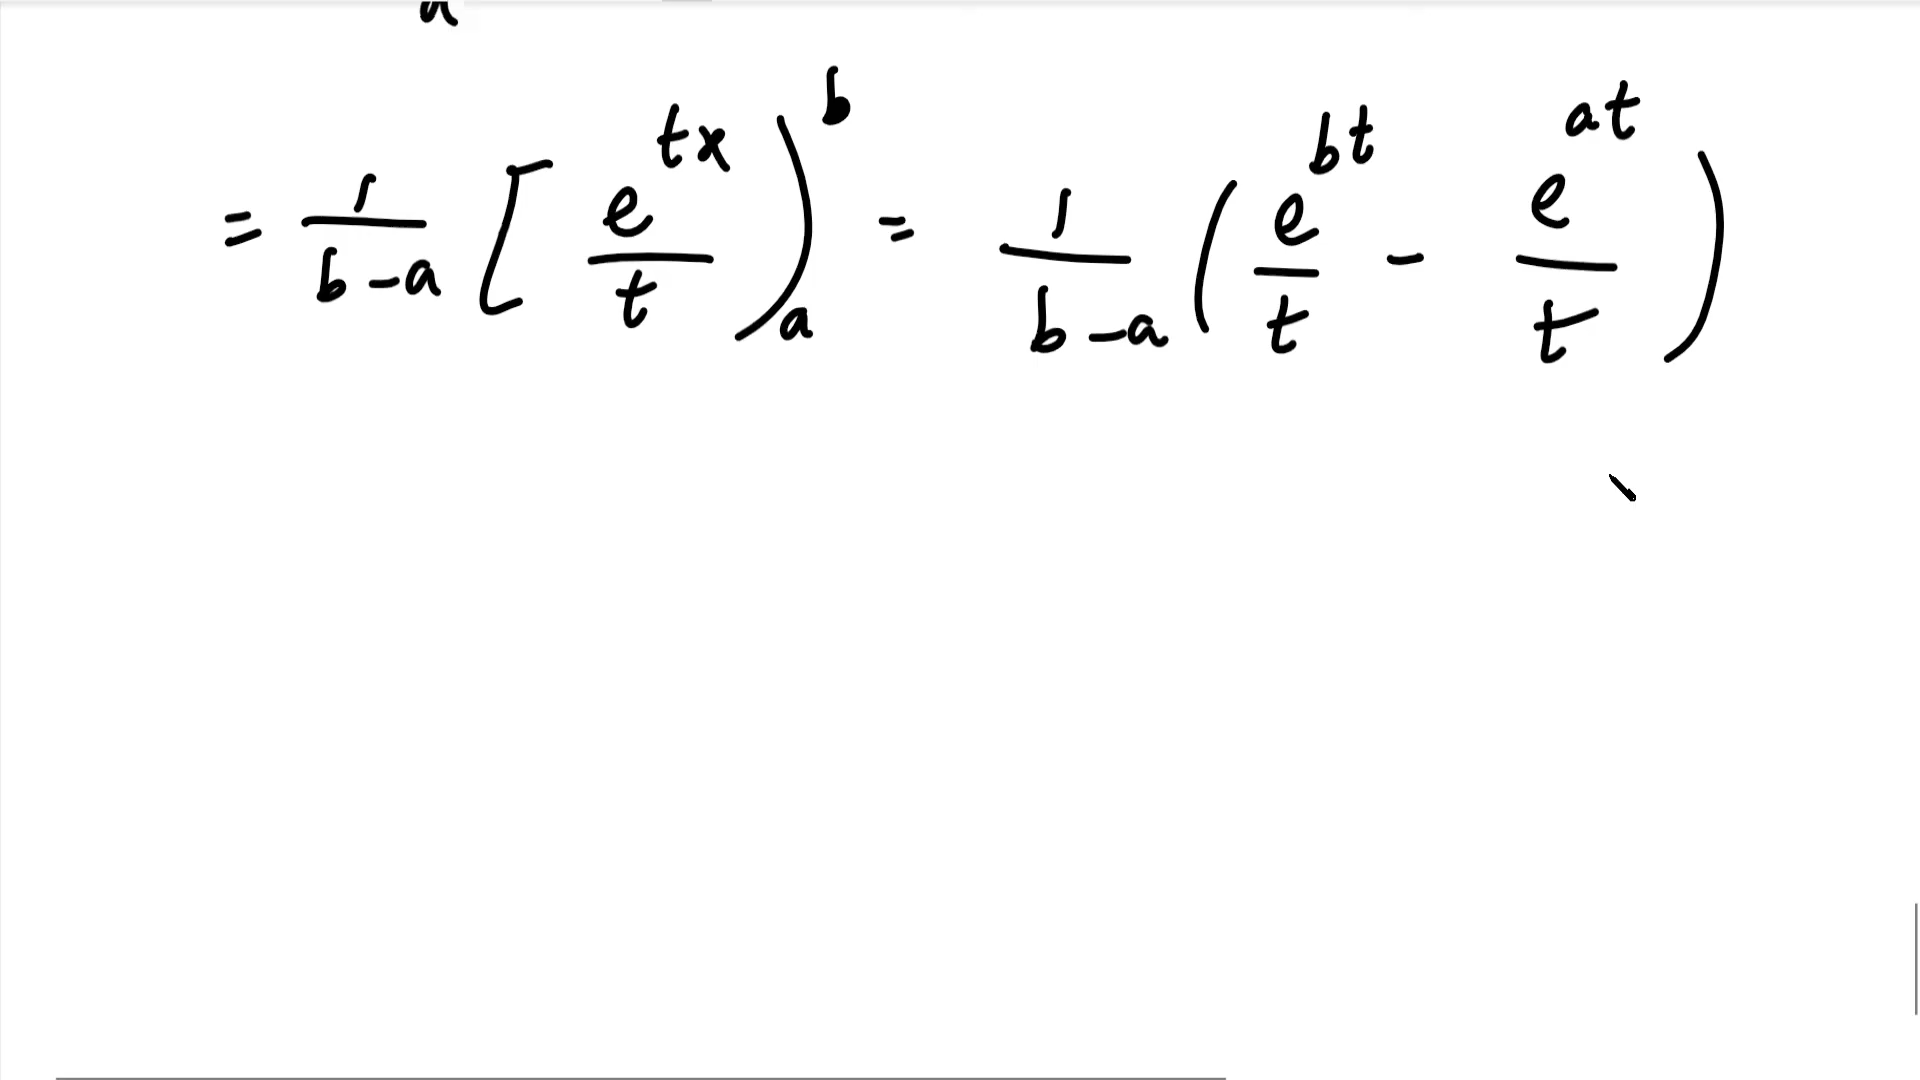 a
= 1/(b-a) [e^{tx}/t)_a^b = 1/(b-a) (e^{bt}/t - e^{at}/t)